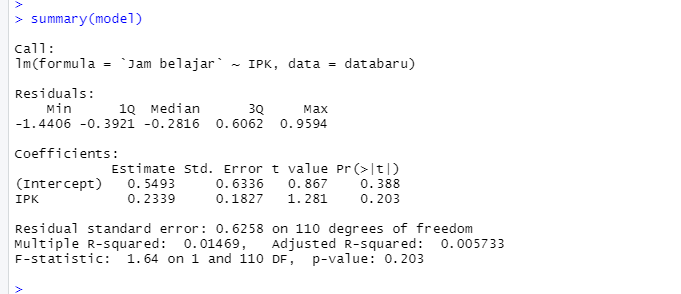 >
> summary(model)
Call:
lm(formula = `Jam belajar` ~ IPK, data = databaru)
Residuals:
Min 1Q Median 3Q Max
-1.4406 -0.3921 -0.2816 0.6062 0.9594
Coefficients:
Estimate Std. Error t value Pr(>|t|)
(Intercept) 0.5493 0.6336 0.867 0.388
IPK 0.2339 0.1827 1.281 0.203
Residual standard error: 0.6258 on 110 degrees of freedom
Multiple R-squared: 0.01469, Adjusted R-squared: 0.005733
F-statistic: 1.64 on 1 and 110 DF, p-value: 0.203
>